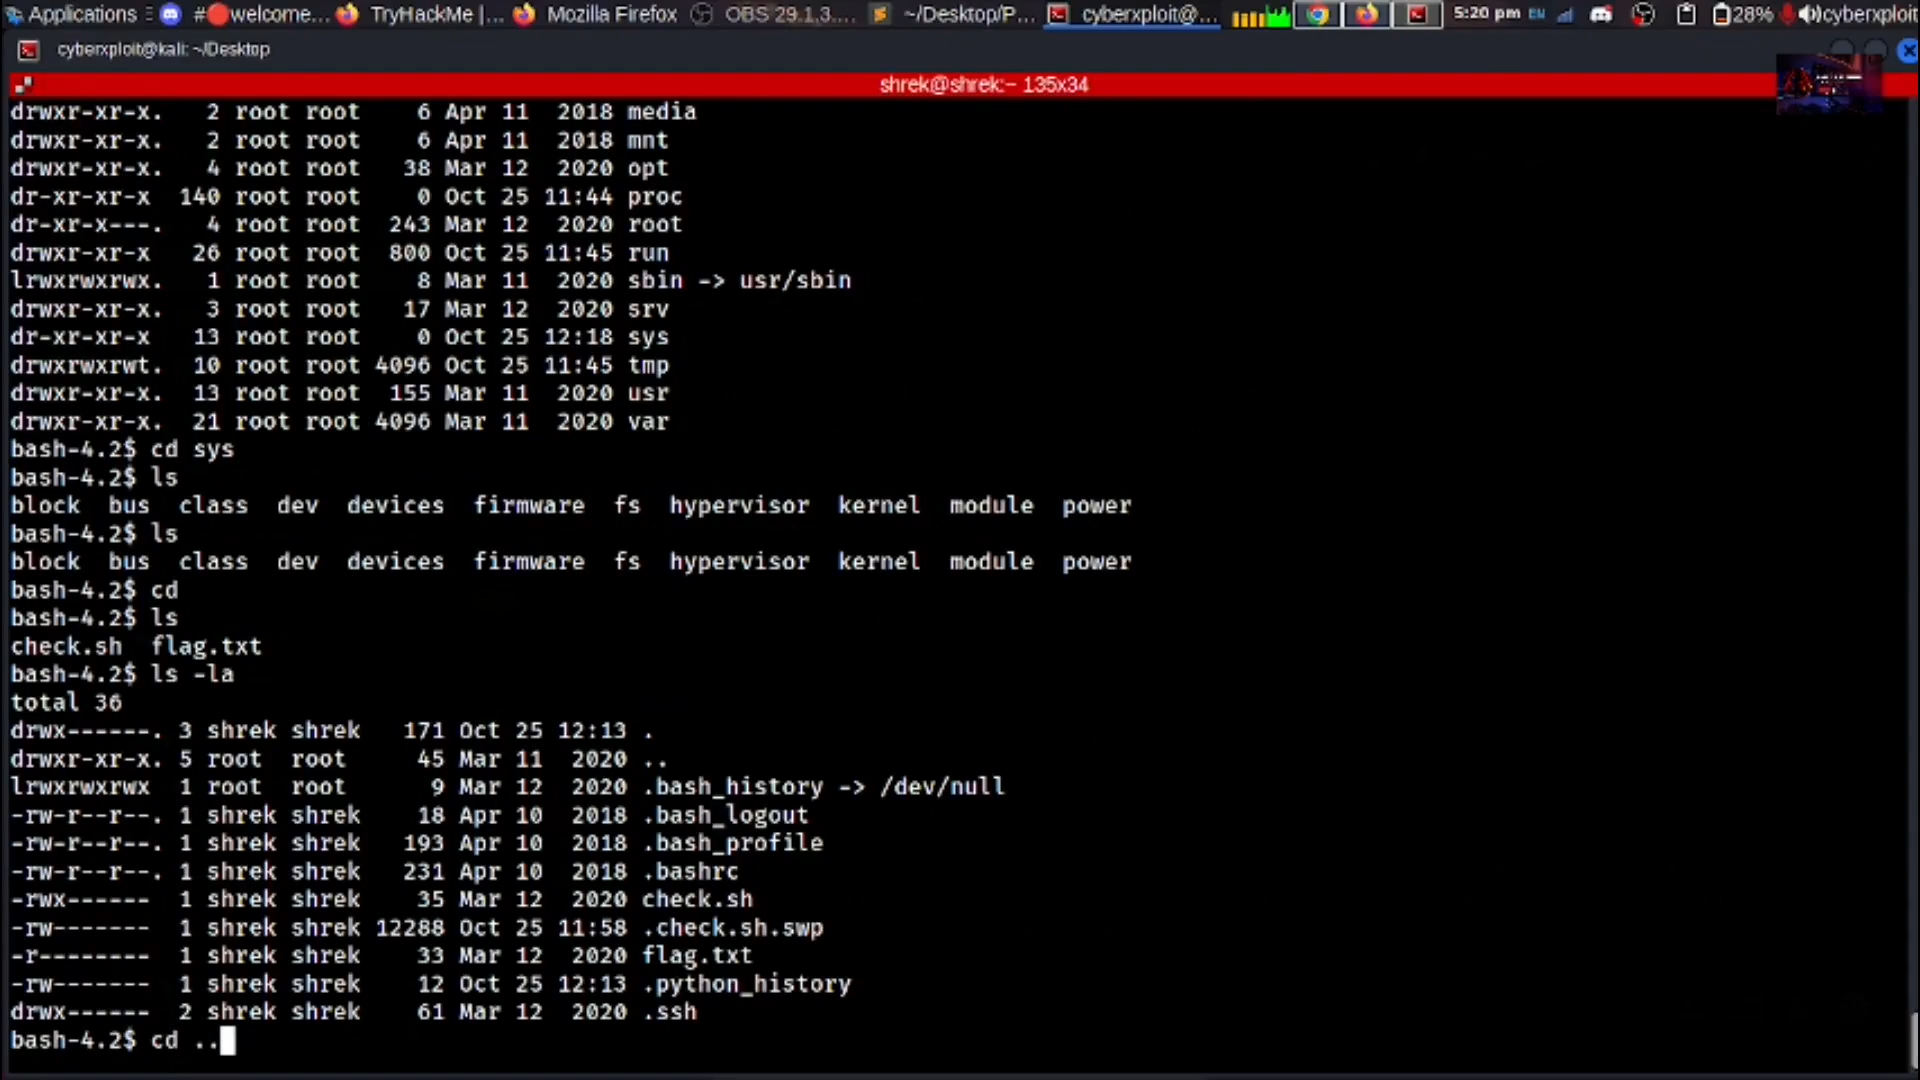 Applications
#🔴welcome...
TryHackMe |...
Mozilla Firefox
OBS 29.1.3....
~/Desktop/P...
cyberxploit@...
5:20 pm EN
28%
cyberxploit
cyberxploit@kali: ~/Desktop
shrek@shrek:~ 135x34
drwxr-xr-x.   2 root root    6 Apr 11  2018 media
drwxr-xr-x.   2 root root    6 Apr 11  2018 mnt
drwxr-xr-x.   4 root root   38 Mar 12  2020 opt
dr-xr-xr-x  140 root root    0 Oct 25 11:44 proc
dr-xr-x---.   4 root root  243 Mar 12  2020 root
drwxr-xr-x   26 root root  800 Oct 25 11:45 run
lrwxrwxrwx.   1 root root    8 Mar 11  2020 sbin -> usr/sbin
drwxr-xr-x.   3 root root   17 Mar 12  2020 srv
dr-xr-xr-x   13 root root    0 Oct 25 12:18 sys
drwxrwxrwt.  10 root root 4096 Oct 25 11:45 tmp
drwxr-xr-x.  13 root root  155 Mar 11  2020 usr
drwxr-xr-x.  21 root root 4096 Mar 11  2020 var
bash-4.2$ cd sys
bash-4.2$ ls
block  bus  class  dev  devices  firmware  fs  hypervisor  kernel  module  power
bash-4.2$ ls
block  bus  class  dev  devices  firmware  fs  hypervisor  kernel  module  power
bash-4.2$ cd
bash-4.2$ ls
check.sh  flag.txt
bash-4.2$ ls -la
total 36
drwx------. 3 shrek shrek   171 Oct 25 12:13 .
drwxr-xr-x. 5 root  root     45 Mar 11  2020 ..
lrwxrwxrwx  1 root  root      9 Mar 12  2020 .bash_history -> /dev/null
-rw-r--r--. 1 shrek shrek    18 Apr 10  2018 .bash_logout
-rw-r--r--. 1 shrek shrek   193 Apr 10  2018 .bash_profile
-rw-r--r--. 1 shrek shrek   231 Apr 10  2018 .bashrc
-rwx------  1 shrek shrek    35 Mar 12  2020 check.sh
-rw-------  1 shrek shrek 12288 Oct 25 11:58 .check.sh.swp
-r--------  1 shrek shrek    33 Mar 12  2020 flag.txt
-rw-------  1 shrek shrek    12 Oct 25 12:13 .python_history
drwx------  2 shrek shrek    61 Mar 12  2020 .ssh
bash-4.2$ cd ..